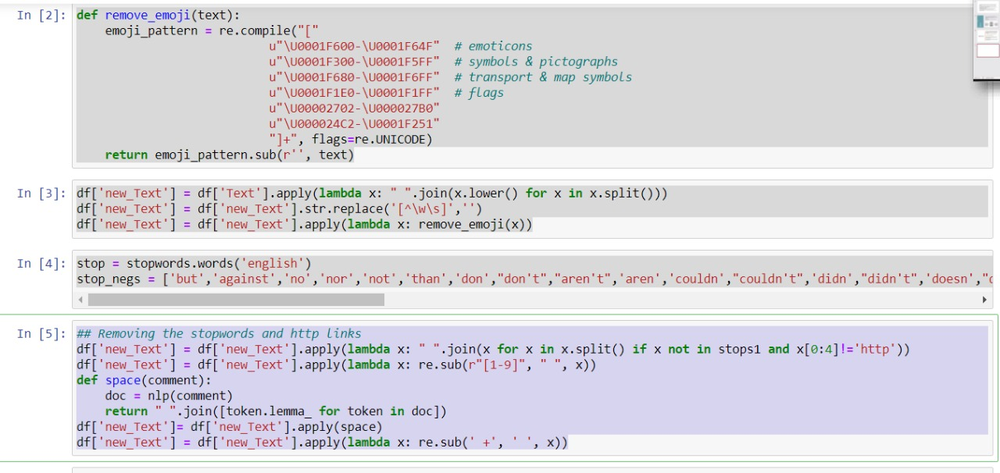 In [2]: def remove_emoji(text):
emoji_pattern = re.compile("["
u"\U0001F600-\U0001F64F"  # emoticons
u"\U0001F300-\U0001F5FF"  # symbols & pictographs
u"\U0001F680-\U0001F6FF"  # transport & map symbols
u"\U0001F1E0-\U0001F1FF"  # flags
u"\U00002702-\U000027B0"
u"\U000024C2-\U0001F251"
"]+", flags=re.UNICODE)
return emoji_pattern.sub(r'', text)
In [3]: df['new_Text'] = df['Text'].apply(lambda x: " ".join(x.lower() for x in x.split()))
df['new_Text'] = df['new_Text'].str.replace('[^\w\s]','')
df['new_Text'] = df['new_Text'].apply(lambda x: remove_emoji(x))
In [4]: stop = stopwords.words('english')
stop_negs = ['but','against','no','nor','not','than','don',"don't","aren't",'aren','couldn',"couldn't",'didn',"didn't",'doesn',"
In [5]: ## Removing the stopwords and http links
df['new_Text'] = df['new_Text'].apply(lambda x: " ".join(x for x in x.split() if x not in stops1 and x[0:4]!='http'))
df['new_Text'] = df['new_Text'].apply(lambda x: re.sub(r"[1-9]", " ", x))
def space(comment):
doc = nlp(comment)
return " ".join([token.lemma_ for token in doc])
df['new_Text']= df['new_Text'].apply(space)
df['new_Text'] = df['new_Text'].apply(lambda x: re.sub(' +', ' ', x))